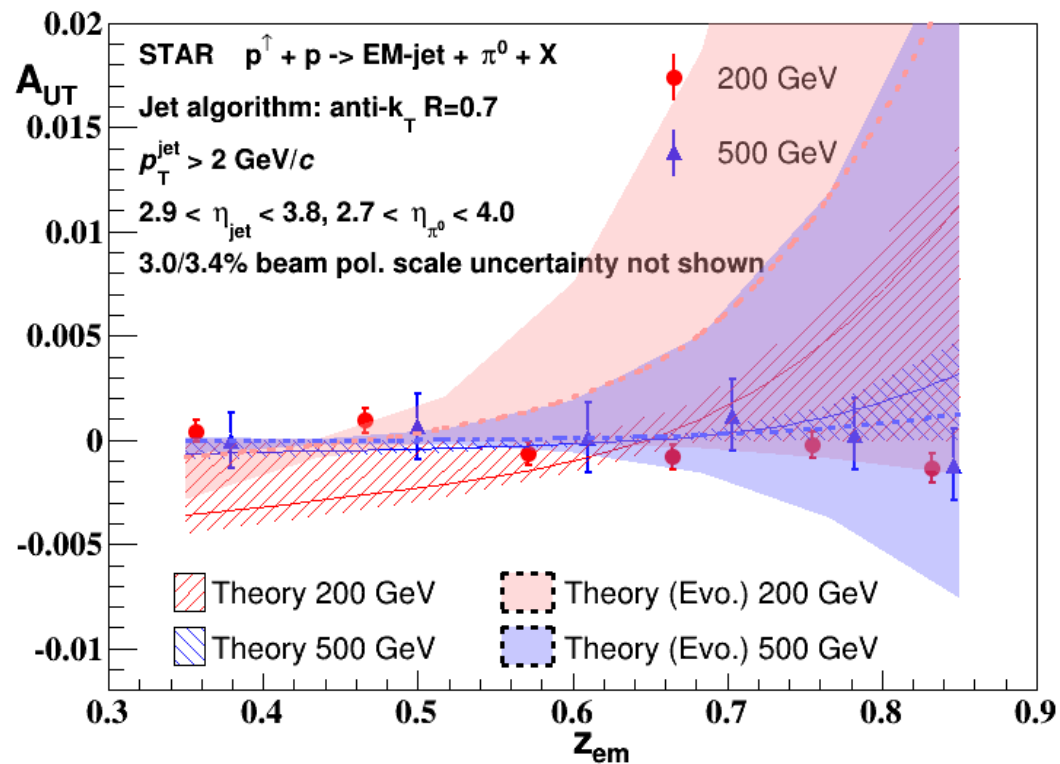 0.02
A_UT
STAR p^↑ + p -> EM-jet + π^0 + X
200 GeV
0.015
Jet algorithm: anti-k_T R=0.7
500 GeV
p_T^jet > 2 GeV/c
0.01
2.9 < η_jet < 3.8, 2.7 < η_π^0 < 4.0
3.0/3.4% beam pol. scale uncertainty not shown
0.005
0
-0.005
Theory 200 GeV Theory (Evo.) 200 GeV
Theory 500 GeV Theory (Evo.) 500 GeV
-0.01
0.3 0.4 0.5 0.6 0.7 0.8 0.9
z_em